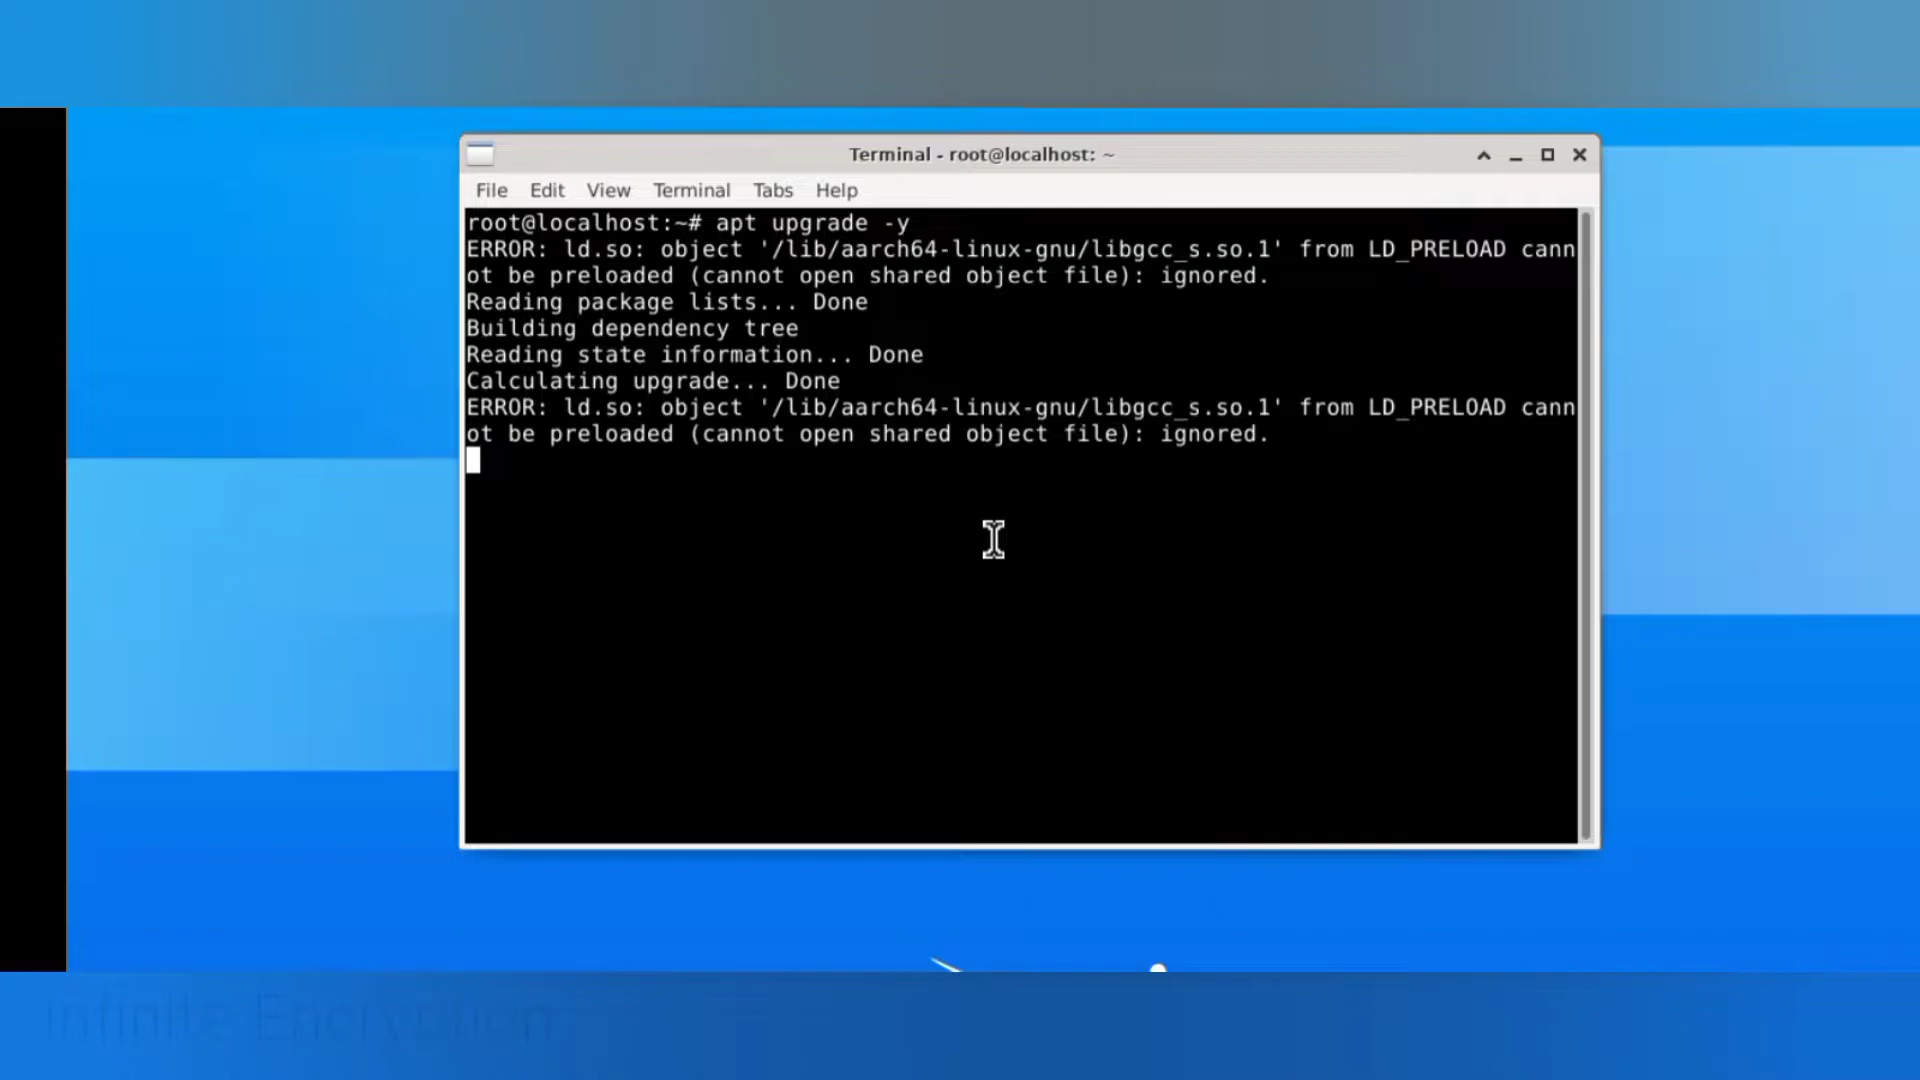 Terminal - root@localhost: ~
File Edit View Terminal Tabs Help
root@localhost:~# apt upgrade -y
ERROR: ld.so: object '/lib/aarch64-linux-gnu/libgcc_s.so.1' from LD_PRELOAD cann
ot be preloaded (cannot open shared object file): ignored.
Reading package lists... Done
Building dependency tree
Reading state information... Done
Calculating upgrade... Done
ERROR: ld.so: object '/lib/aarch64-linux-gnu/libgcc_s.so.1' from LD_PRELOAD cann
ot be preloaded (cannot open shared object file): ignored.
Infinite Encryption